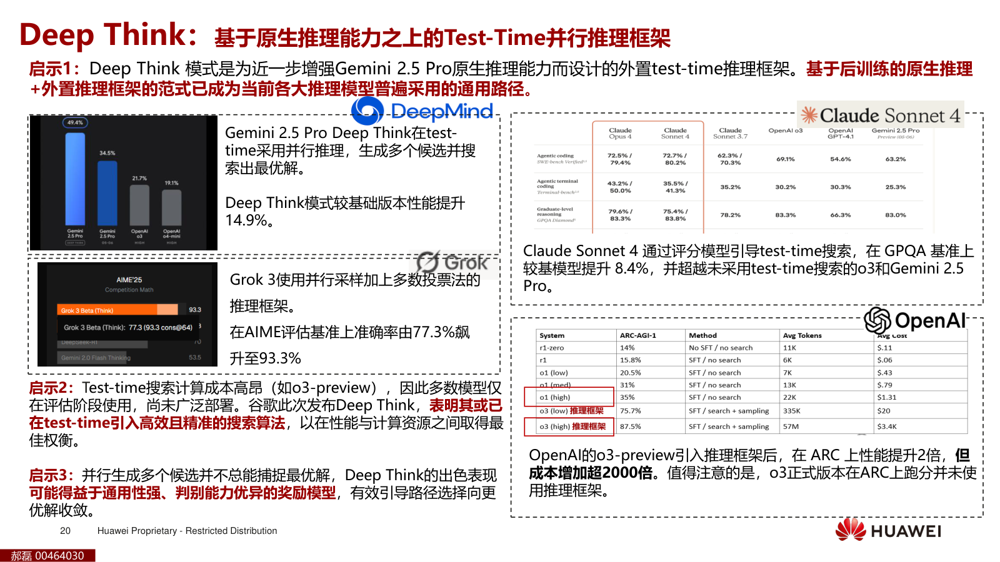 Deep Think：基于原生推理能力之上的Test-Time并行推理框架
启示1：Deep Think 模式是为近一步增强Gemini 2.5 Pro原生推理能力而设计的外置test-time推理框架。基于后训练的原生推理
+外置推理框架的范式已成为当前各大推理模型普遍采用的通用路径。
DeepMind
49.4%
34.5%
21.7%
19.1%
Gemini 2.5 Pro DEEP THINK
Gemini 2.5 Pro 05-06
OpenAI o3 HIGH
OpenAI o4-mini HIGH
Gemini 2.5 Pro Deep Think在test-
time采用并行推理，生成多个候选并搜
索出最优解。
Deep Think模式较基础版本性能提升
14.9%。
Grok
AIME'25
Competition Math
Grok 3 Beta (Think) 93.3
Grok 3 Beta (Think): 77.3 (93.3 cons@64)
DeepSeek-R1 70
Gemini 2.0 Flash Thinking 53.5
Grok 3使用并行采样加上多数投票法的
推理框架。
在AIME评估基准上准确率由77.3%飙
升至93.3%
启示2：Test-time搜索计算成本高昂（如o3-preview），因此多数模型仅
在评估阶段使用，尚未广泛部署。谷歌此次发布Deep Think，表明其或已
在test-time引入高效且精准的搜索算法，以在性能与计算资源之间取得最
佳权衡。
启示3：并行生成多个候选并不总能捕捉最优解，Deep Think的出色表现
可能得益于通用性强、判别能力优异的奖励模型，有效引导路径选择向更
优解收敛。
Claude Sonnet 4
Claude Opus 4 Claude Sonnet 4 Claude Sonnet 3.7 OpenAI o3 OpenAI GPT-4.1 Gemini 2.5 Pro Preview (05-06)
Agentic coding SWE-bench Verified 72.5% / 79.4% 72.7% / 80.2% 62.3% / 70.3% 69.1% 54.6% 63.2%
Agentic terminal coding Terminal-bench 43.2% / 50.0% 35.5% / 41.3% 35.2% 30.2% 30.3% 25.3%
Graduate-level reasoning GPQA Diamond 79.6% / 83.3% 75.4% / 83.8% 78.2% 83.3% 66.3% 83.0%
Claude Sonnet 4 通过评分模型引导test-time搜索，在 GPQA 基准上
较基模型提升 8.4%，并超越未采用test-time搜索的o3和Gemini 2.5
Pro。
OpenAI
System ARC-AGI-1 Method Avg Tokens Avg Cost
r1-zero 14% No SFT / no search 11K $.11
r1 15.8% SFT / no search 6K $.06
o1 (low) 20.5% SFT / no search 7K $.43
o1 (med) 31% SFT / no search 13K $.79
o1 (high) 35% SFT / no search 22K $1.31
o3 (low) 推理框架 75.7% SFT / search + sampling 335K $20
o3 (high) 推理框架 87.5% SFT / search + sampling 57M $3.4K
OpenAI的o3-preview引入推理框架后，在 ARC 上性能提升2倍，但
成本增加超2000倍。值得注意的是，o3正式版本在ARC上跑分并未使
用推理框架。
20 Huawei Proprietary - Restricted Distribution
HUAWEI
郝磊 00464030